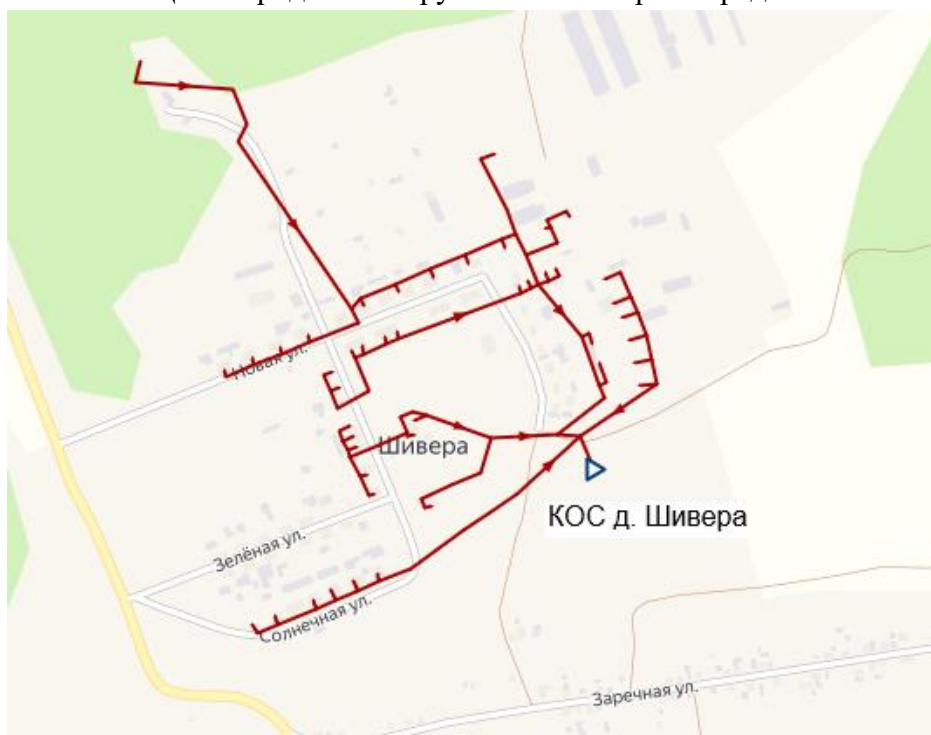 Новая ул.
Шивера
КОС д. Шивера
Зелёная ул.
Солнечная ул.
Заречная ул.